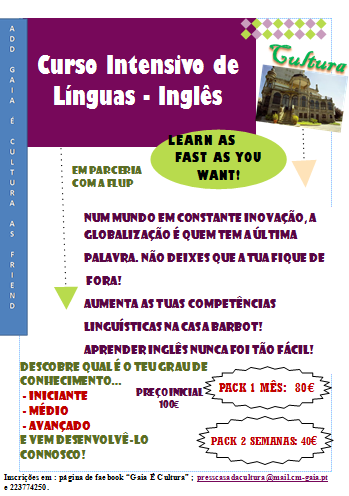 ADD GAIA É CULTURA AS FRIEND
Curso Intensivo de
Línguas - Inglês
Cultura
LEARN AS
FAST AS YOU
WANT!
EM PARCERIA
COM A FLUP
NUM MUNDO EM CONSTANTE INOVAÇÃO, A
GLOBALIZAÇÃO É QUEM TEM A ÚLTIMA
PALAVRA. NÃO DEIXES QUE A TUA FIQUE DE
FORA!
AUMENTA AS TUAS COMPETÊNCIAS
LINGUÍSTICAS NA CASA BARBOT!
APRENDER INGLÊS NUNCA FOI TÃO FÁCIL!
DESCOBRE QUAL É O TEU GRAU DE
CONHECIMENTO...
- INICIANTE
- MÉDIO
- AVANÇADO
E VEM DESENVOLVÊ-LO
CONNOSCO!
PREÇO INICIAL
100€
PACK 1 MÊS: 80€
PACK 2 SEMANAS: 40€
Inscrições em : página de faebook "Gaia É Cultura" ; presscasadacultura@mail.cm-gaia.pt
e 223774250.